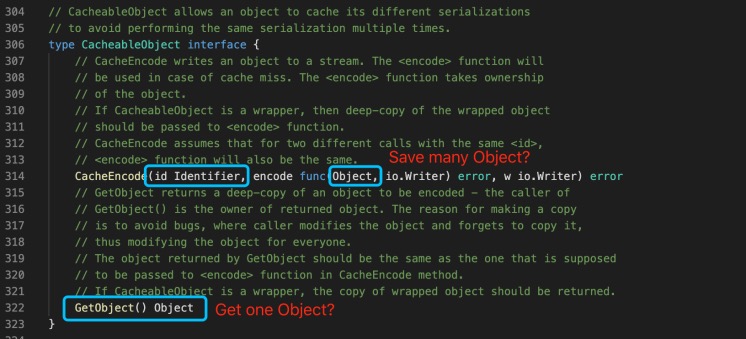 304 // CacheableObject allows an object to cache its different serializations
305 // to avoid performing the same serialization multiple times.
306 type CacheableObject interface {
307 // CacheEncode writes an object to a stream. The <encode> function will
308 // be used in case of cache miss. The <encode> function takes ownership
309 // of the object.
310 // If CacheableObject is a wrapper, then deep-copy of the wrapped object
311 // should be passed to <encode> function.
312 // CacheEncode assumes that for two different calls with the same <id>,
313 // <encode> function will also be the same.
Save many Object?
314 CacheEncode(id Identifier, encode func(Object, io.Writer) error, w io.Writer) error
315 // GetObject returns a deep-copy of an object to be encoded - the caller of
316 // GetObject() is the owner of returned object. The reason for making a copy
317 // is to avoid bugs, where caller modifies the object and forgets to copy it,
318 // thus modifying the object for everyone.
319 // The object returned by GetObject should be the same as the one that is supposed
320 // to be passed to <encode> function in CacheEncode method.
321 // If CacheableObject is a wrapper, the copy of wrapped object should be returned.
322 GetObject() Object Get one Object?
323 }